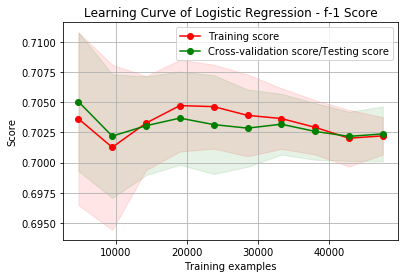 Learning Curve of Logistic Regression - f-1 Score
Training score
Cross-validation score/Testing score
0.7100
0.7075
0.7050
0.7025
0.7000
0.6975
0.6950
Score
10000 20000 30000 40000
Training examples